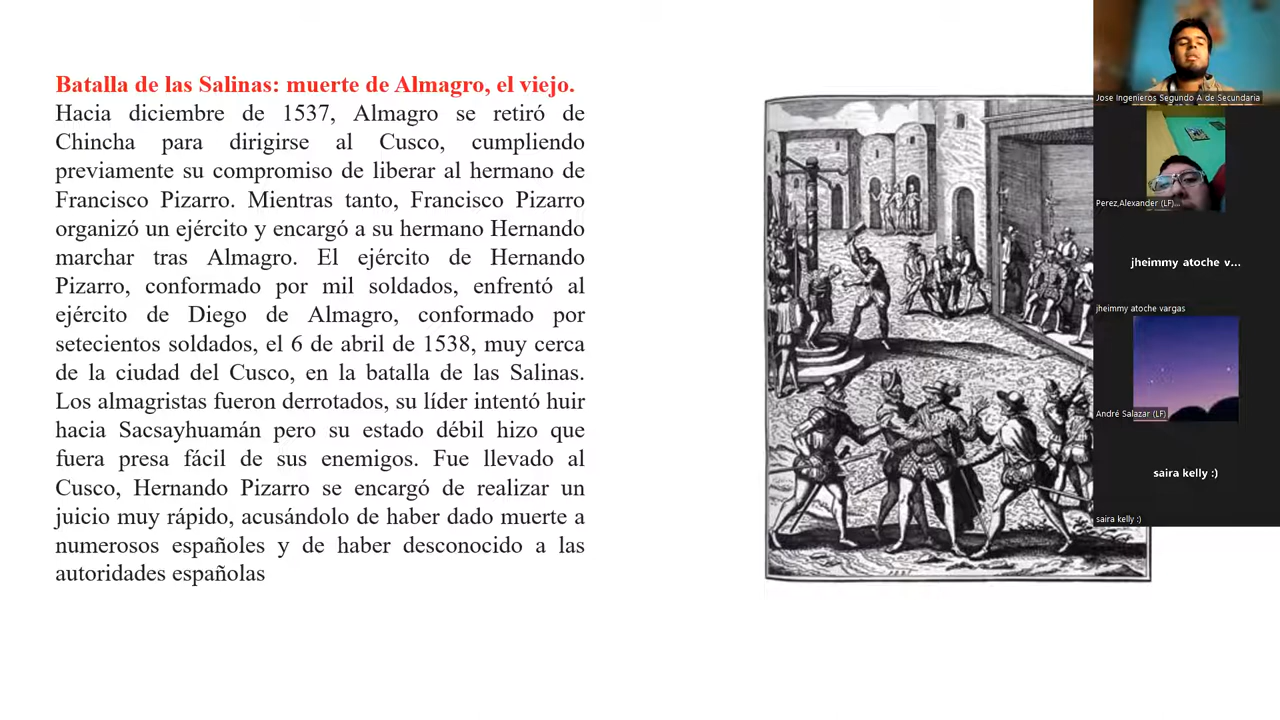 Batalla de las Salinas: muerte de Almagro, el viejo.
Hacia diciembre de 1537, Almagro se retiró de
Chincha para dirigirse al Cusco, cumpliendo
previamente su compromiso de liberar al hermano de
Francisco Pizarro. Mientras tanto, Francisco Pizarro
organizó un ejército y encargó a su hermano Hernando
marchar tras Almagro. El ejército de Hernando
Pizarro, conformado por mil soldados, enfrentó al
ejército de Diego de Almagro, conformado por
setecientos soldados, el 6 de abril de 1538, muy cerca
de la ciudad del Cusco, en la batalla de las Salinas.
Los almagristas fueron derrotados, su líder intentó huir
hacia Sacsayhuamán pero su estado débil hizo que
fuera presa fácil de sus enemigos. Fue llevado al
Cusco, Hernando Pizarro se encargó de realizar un
juicio muy rápido, acusándolo de haber dado muerte a
numerosos españoles y de haber desconocido a las
autoridades españolas
Jose Ingenieros Segundo A de Secundaria
Perez,Alexander (LF)...
jheimmy atoche v...
jheimmy atoche vargas
André Salazar (LF)
saira kelly :)
saira kelly :)